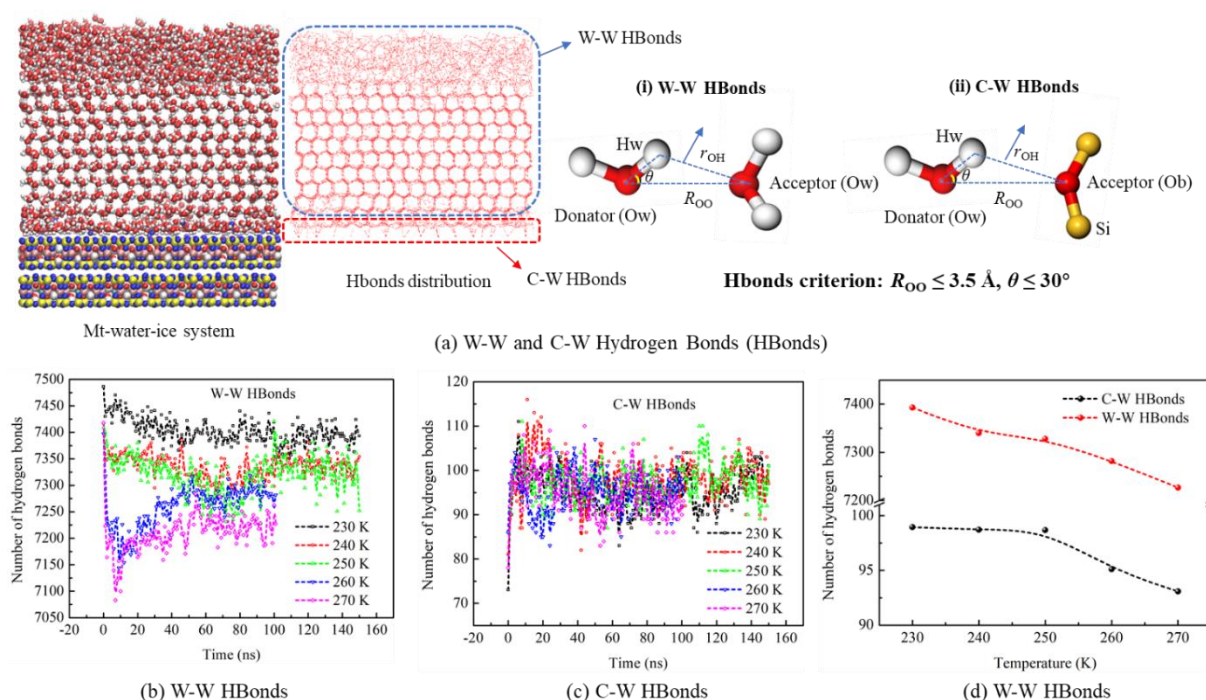 W-W HBonds
(i) W-W HBonds
(ii) C-W HBonds
Hw
r_OH
θ
R_OO
Donator (Ow)
Acceptor (Ow)
Hw
r_OH
θ
R_OO
Donator (Ow)
Acceptor (Ob)
Si
Hbonds distribution
C-W HBonds
Hbonds criterion: R_OO ≤ 3.5 Å, θ ≤ 30°
Mt-water-ice system
(a) W-W and C-W Hydrogen Bonds (HBonds)
Number of hydrogen bonds
7500
7450
7400
7350
7300
7250
7200
7150
7100
7050
W-W HBonds
230 K
240 K
250 K
260 K
270 K
-20 0 20 40 60 80 100 120 140 160
Time (ns)
(b) W-W HBonds
Number of hydrogen bonds
120
110
100
90
80
70
C-W HBonds
230 K
240 K
250 K
260 K
270 K
-20 0 20 40 60 80 100 120 140 160
Time (ns)
(c) C-W HBonds
Number of hydrogen bonds
7400
7300
7200
100
95
90
C-W HBonds
W-W HBonds
230 240 250 260 270
Temperature (K)
(d) W-W HBonds